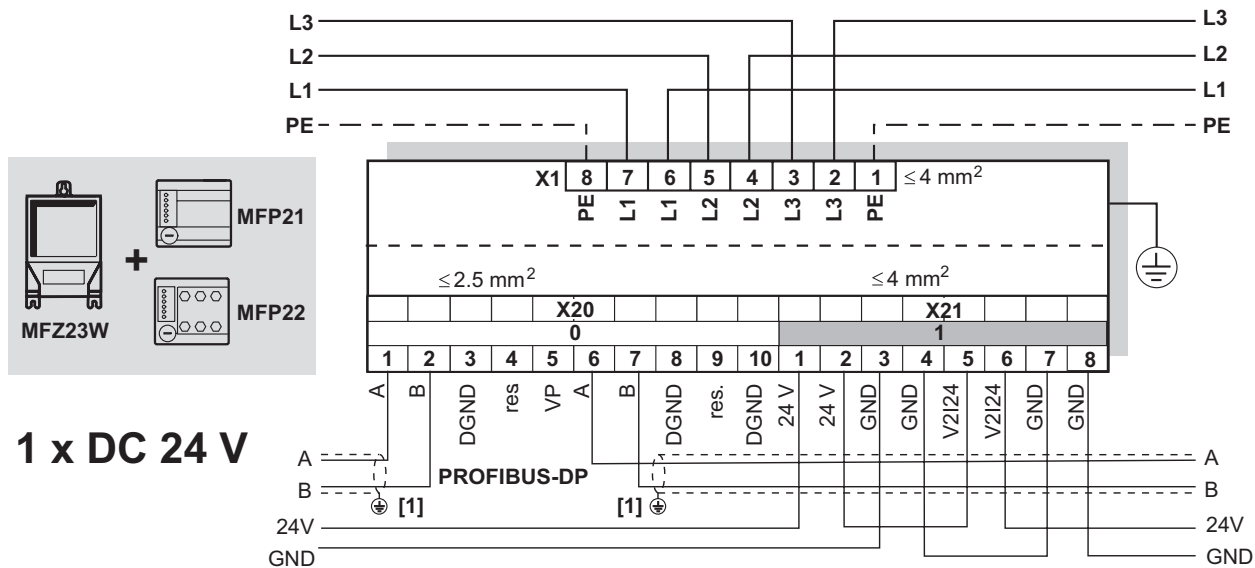 L3 L3
L2 L2
L1 L1
PE PE
X1 8 7 6 5 4 3 2 1 ≤4 mm²
PE L1 L1 L2 L2 L3 L3 PE
MFP21
+
MFZ23W
MFP22
≤2.5 mm² ≤4 mm²
X20 X21
0 1
1 2 3 4 5 6 7 8 9 10 1 2 3 4 5 6 7 8
A B DGND res VP A B DGND res. DGND 24 V 24 V GND GND V2I24 V2I24 GND GND
1 x DC 24 V
A PROFIBUS-DP A
B B
[1] [1]
24V 24V
GND GND